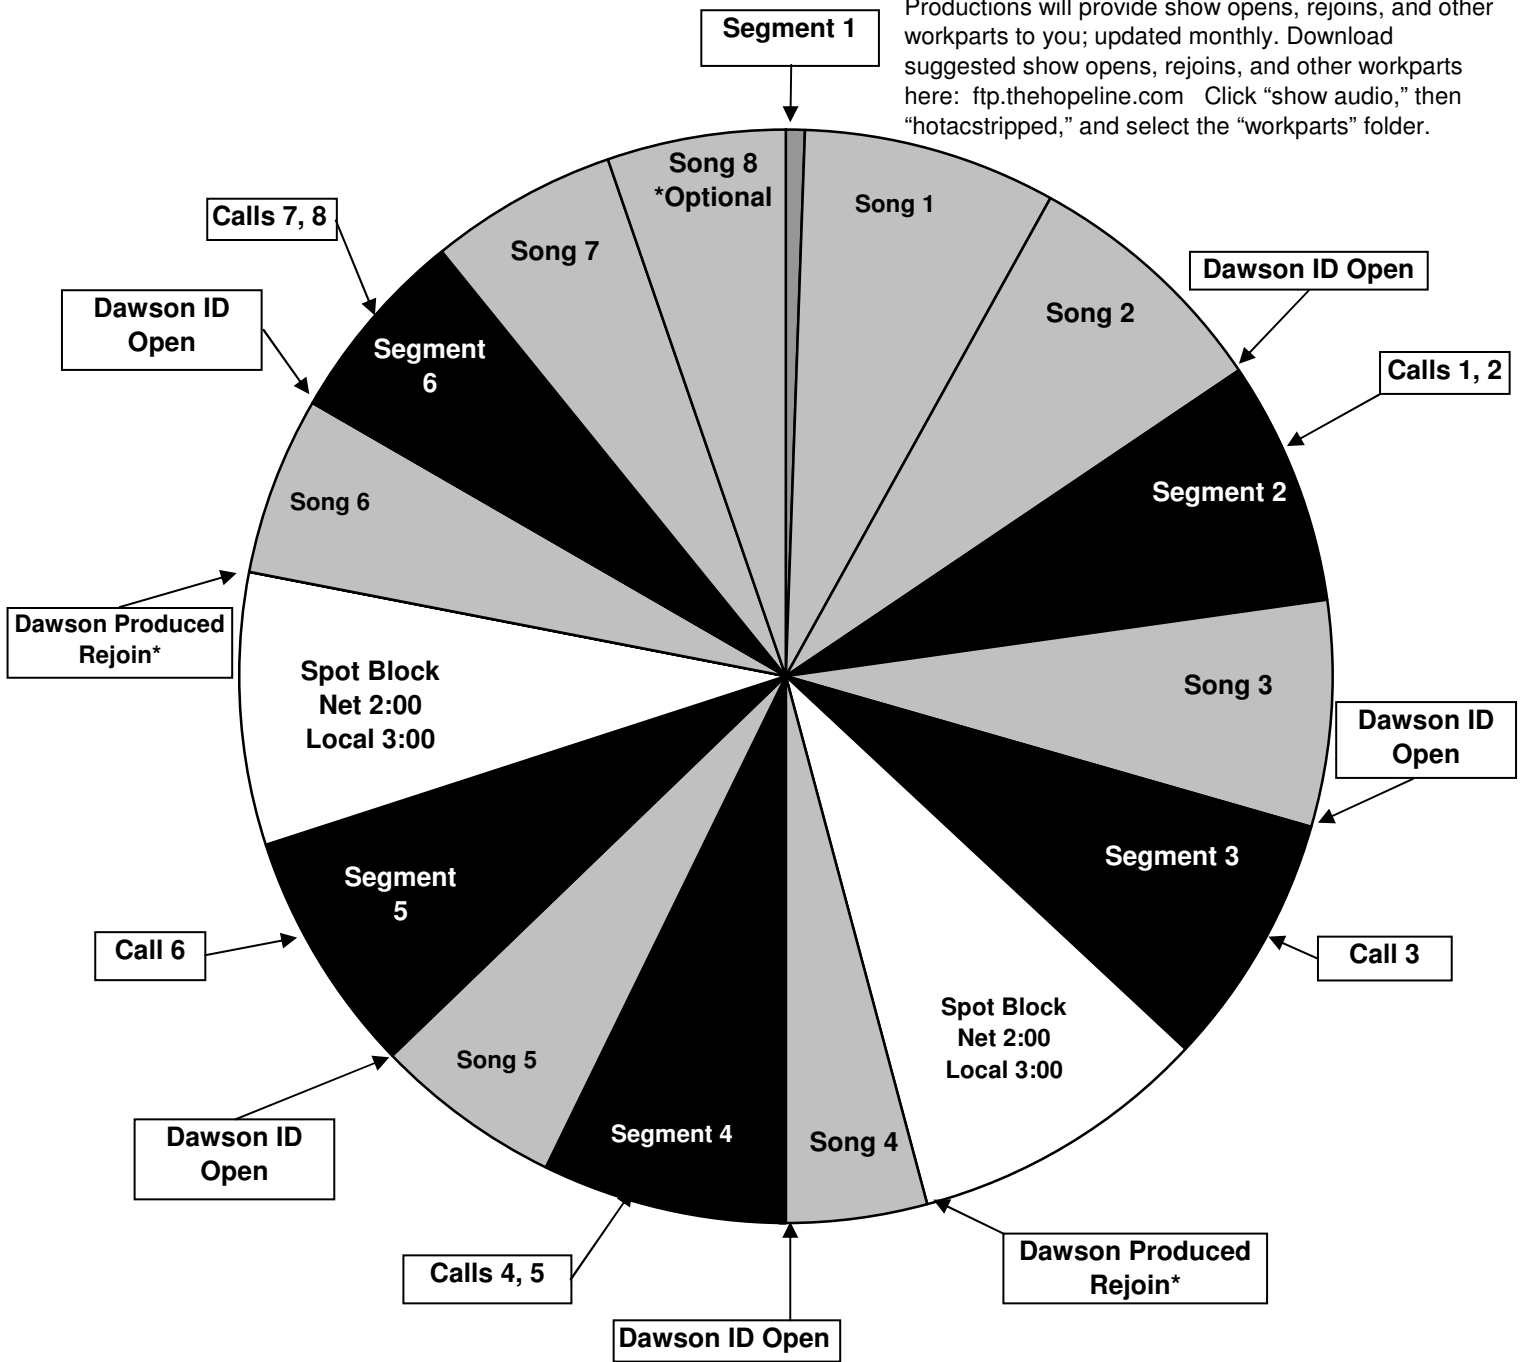 Productions will provide show opens, rejoins, and other
workparts to you; updated monthly. Download
suggested show opens, rejoins, and other workparts
here:  ftp.thehopeline.com   Click “show audio,” then
“hotacstripped,” and select the “workparts” folder.
Segment 1
Song 8
*Optional
Song 1
Calls 7, 8
Song 7
Dawson ID Open
Song 2
Dawson ID
Open
Segment
6
Calls 1, 2
Segment 2
Song 6
Dawson Produced
Rejoin*
Spot Block
Net 2:00
Local 3:00
Song 3
Dawson ID
Open
Segment 3
Segment
5
Call 6
Call 3
Spot Block
Net 2:00
Local 3:00
Song 5
Dawson ID
Open
Segment 4
Song 4
Calls 4, 5
Dawson Produced
Rejoin*
Dawson ID Open